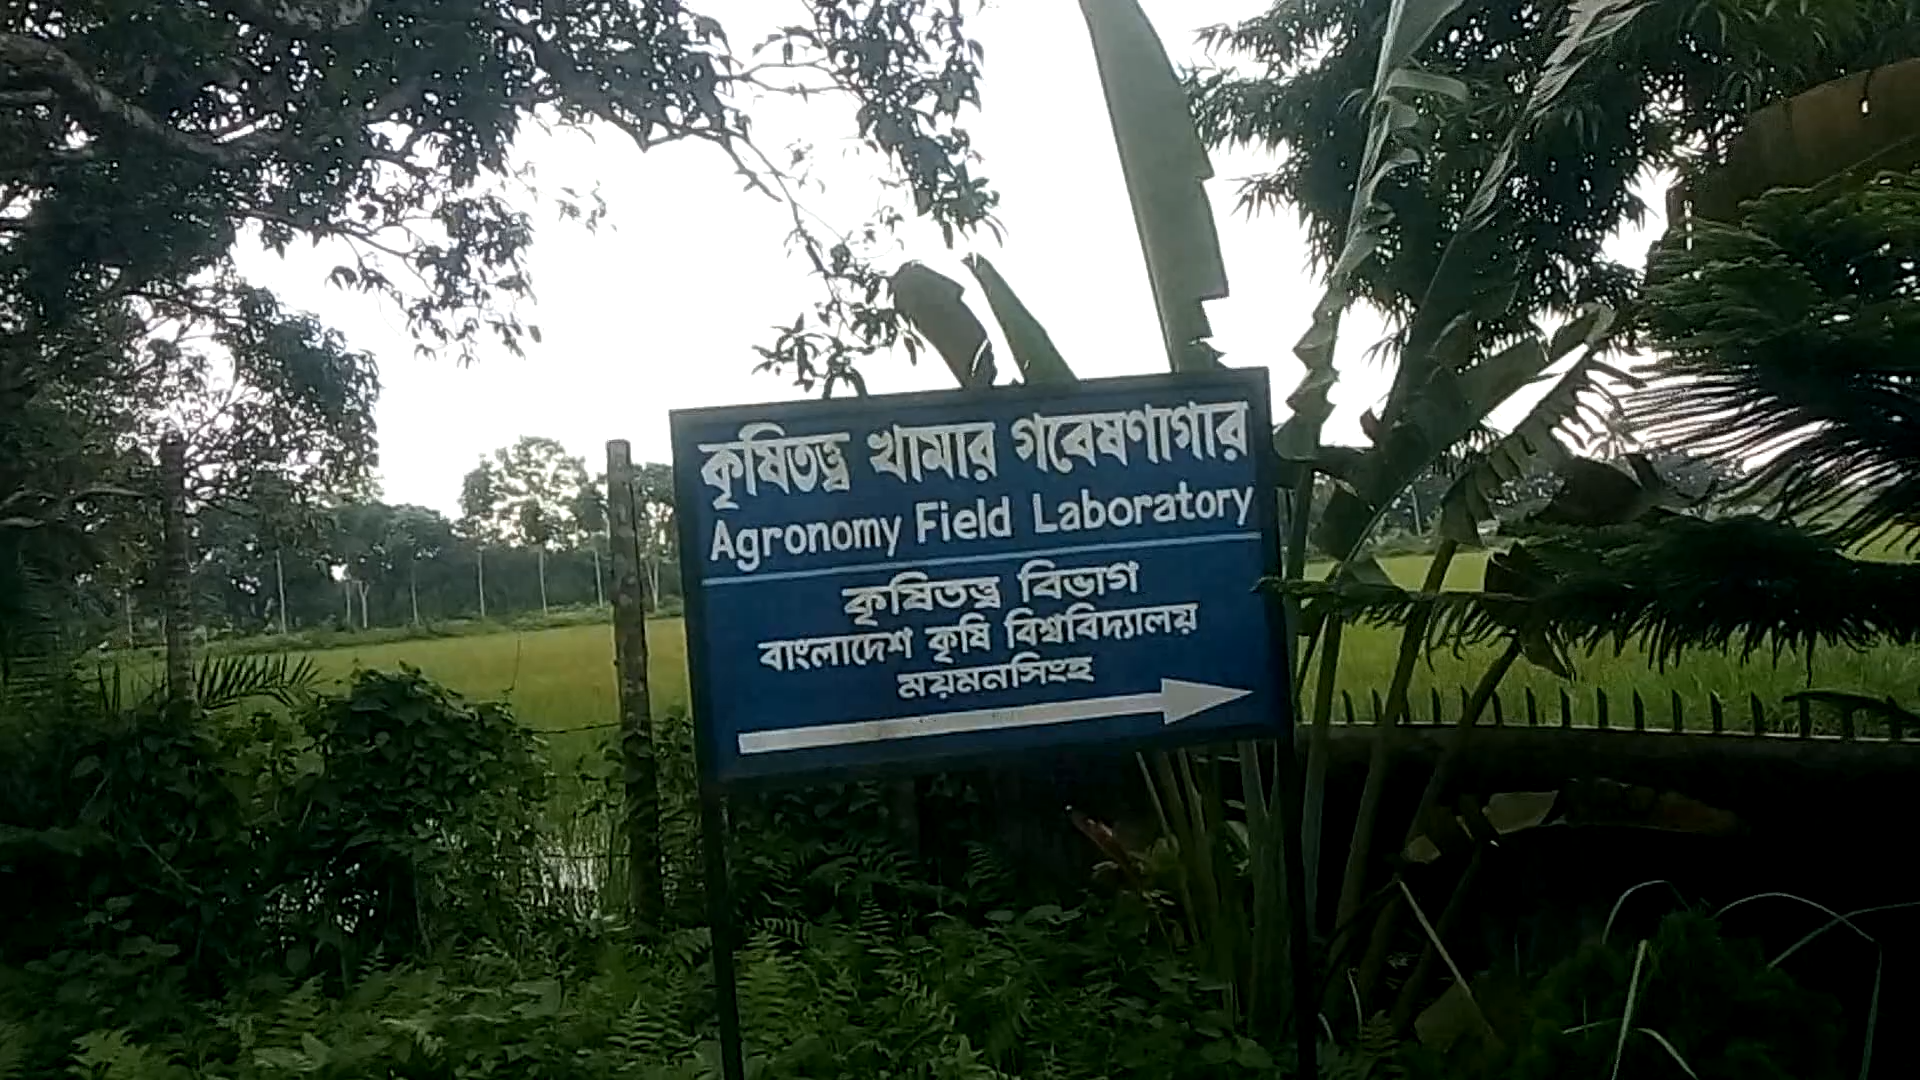 কৃষিতত্ত্ব খামার গবেষণাগার
Agronomy Field Laboratory
কৃষিতত্ত্ব বিভাগ
বাংলাদেশ কৃষি বিশ্ববিদ্যালয়
ময়মনসিংহ